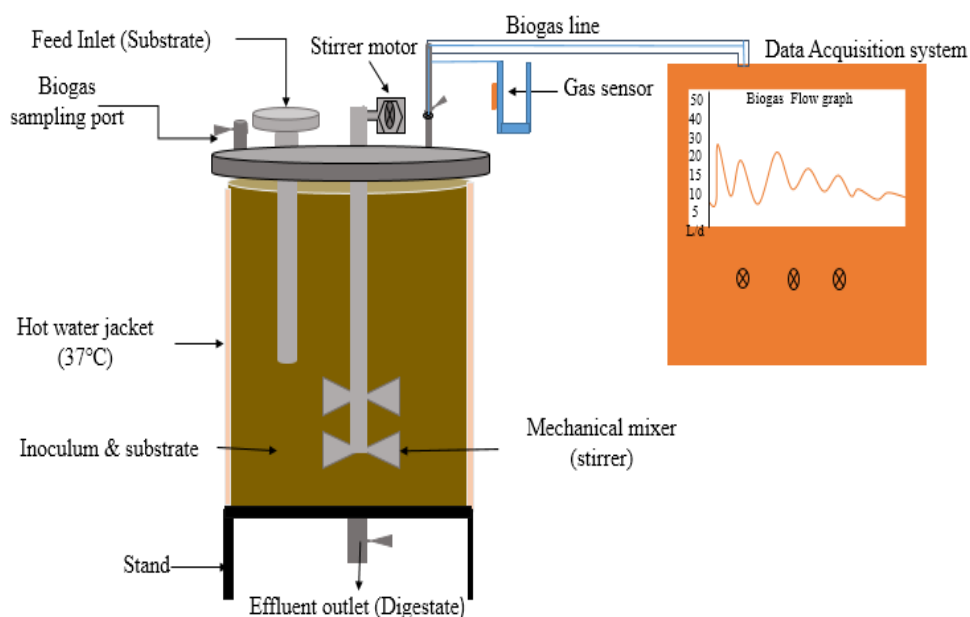 Biogas line
Feed Inlet (Substrate)
Stirrer motor
Data Acquisition system
Biogas
sampling port
Gas sensor
Biogas Flow graph
50
40
30
20
15
10
5
L/d
Hot water jacket
(37°C)
Inoculum & substrate
Mechanical mixer
(stirrer)
Stand
Effluent outlet (Digestate)